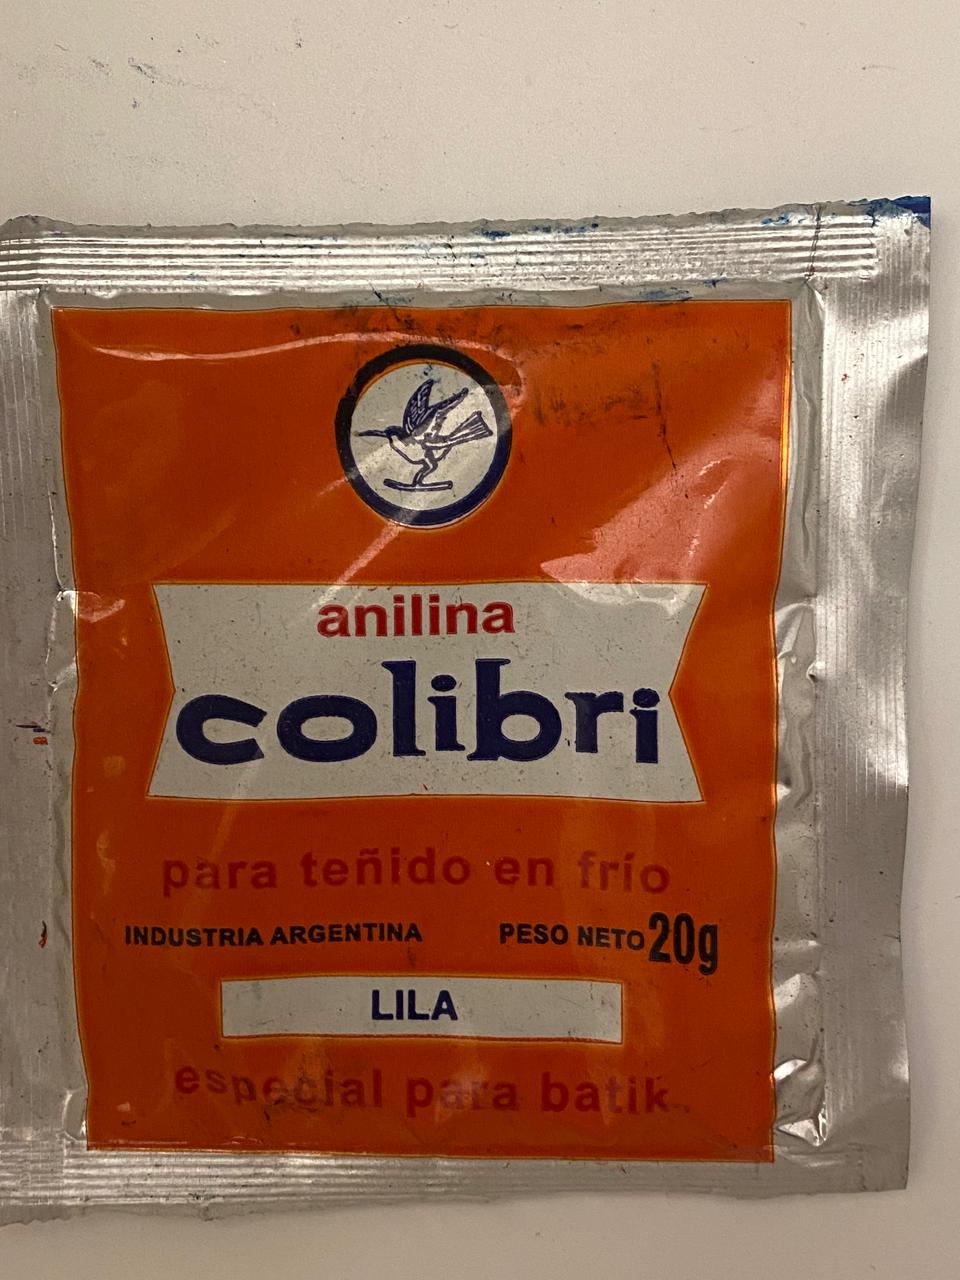 anilina
colibri
para teñido en frío
INDUSTRIA ARGENTINA PESO NETO 20g
LILA
especial para batik